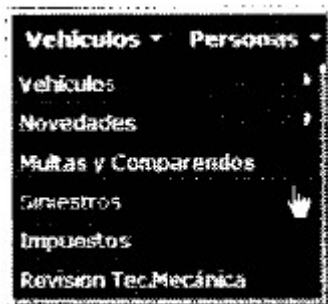 Vehiculos Personas
Vehiculos
Novedades
Multas y Comparendos
Siniestros
Impuestos
Revision Tec.Mecánica